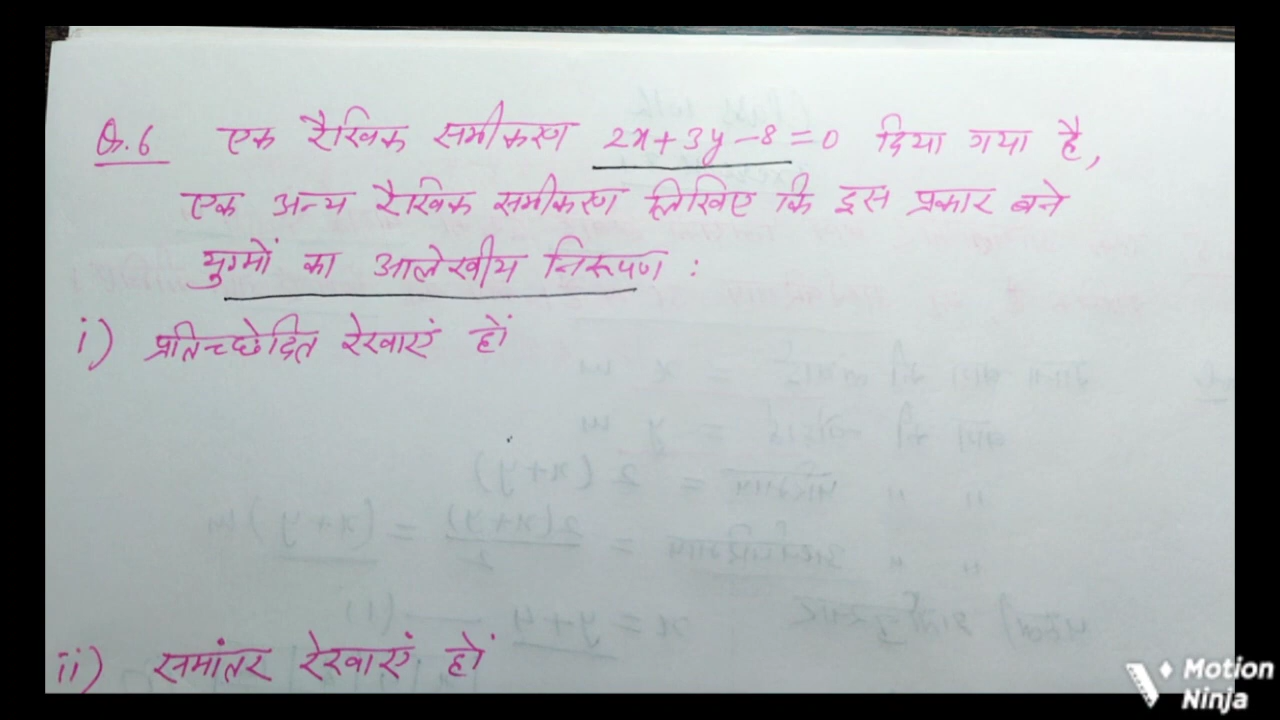 Q.6 एक रैखिक समीकरण 2x+3y-8=0 दिया गया है,
एक अन्य रैखिक समीकरण लिखिए कि इस प्रकार बने
युग्मों का आलेखीय निरूपण :
i) प्रतिच्छेदित रेखाएं हों
ii) समांतर रेखाएं हों
Motion
Ninja